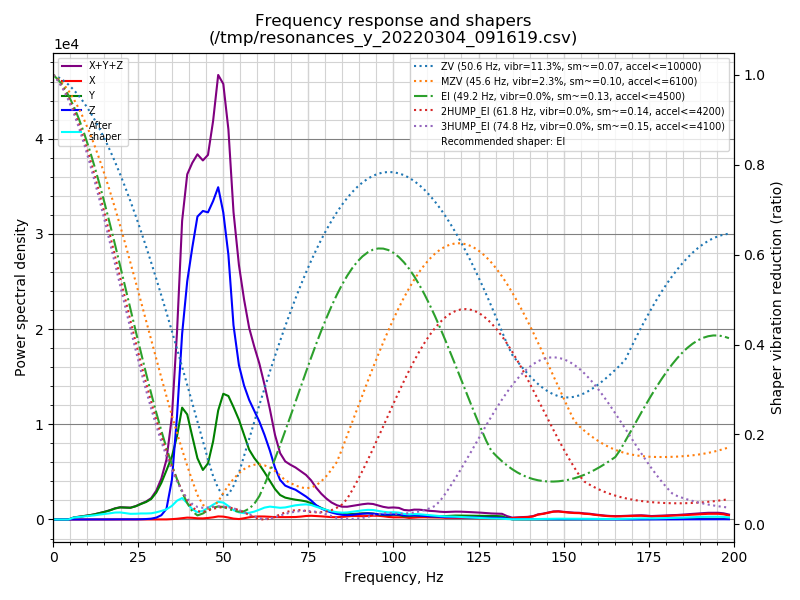 Frequency response and shapers
(/tmp/resonances_y_20220304_091619.csv)
1e4
X+Y+Z
X
Y
Z
After
shaper
ZV (50.6 Hz, vibr=11.3%, sm~=0.07, accel<=10000)
MZV (45.6 Hz, vibr=2.3%, sm~=0.10, accel<=6100)
EI (49.2 Hz, vibr=0.0%, sm~=0.13, accel<=4500)
2HUMP_EI (61.8 Hz, vibr=0.0%, sm~=0.14, accel<=4200)
3HUMP_EI (74.8 Hz, vibr=0.0%, sm~=0.15, accel<=4100)
Recommended shaper: EI
Power spectral density
4
3
2
1
0
1.0
0.8
0.6
0.4
0.2
0.0
Shaper vibration reduction (ratio)
0 25 50 75 100 125 150 175 200
Frequency, Hz